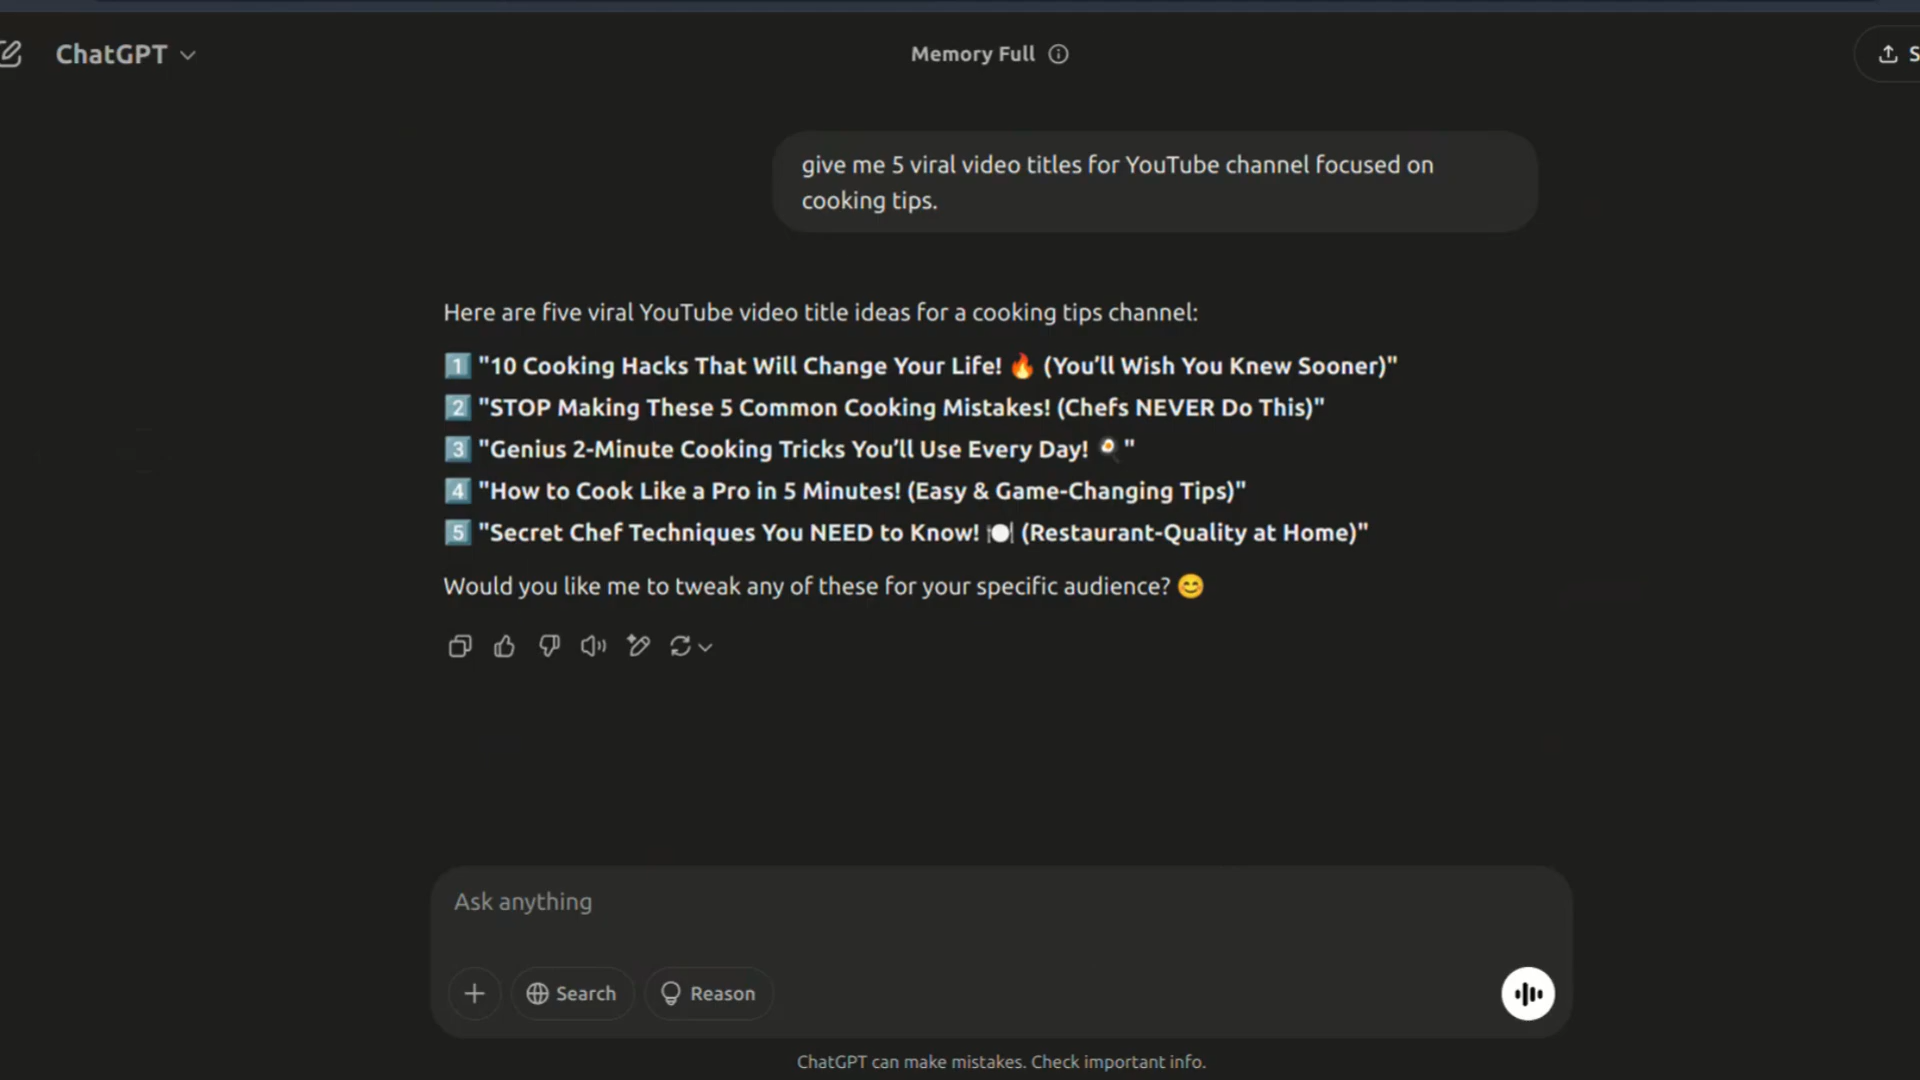 ChatGPT
Memory Full
S
give me 5 viral video titles for YouTube channel focused on
cooking tips.
Here are five viral YouTube video title ideas for a cooking tips channel:
1️⃣ "10 Cooking Hacks That Will Change Your Life! 🔥 (You’ll Wish You Knew Sooner)"
2️⃣ "STOP Making These 5 Common Cooking Mistakes! (Chefs NEVER Do This)"
3️⃣ "Genius 2-Minute Cooking Tricks You’ll Use Every Day! 🍳"
4️⃣ "How to Cook Like a Pro in 5 Minutes! (Easy & Game-Changing Tips)"
5️⃣ "Secret Chef Techniques You NEED to Know! 🍽️ (Restaurant-Quality at Home)"
Would you like me to tweak any of these for your specific audience? 😊
Ask anything
Search
Reason
ChatGPT can make mistakes. Check important info.